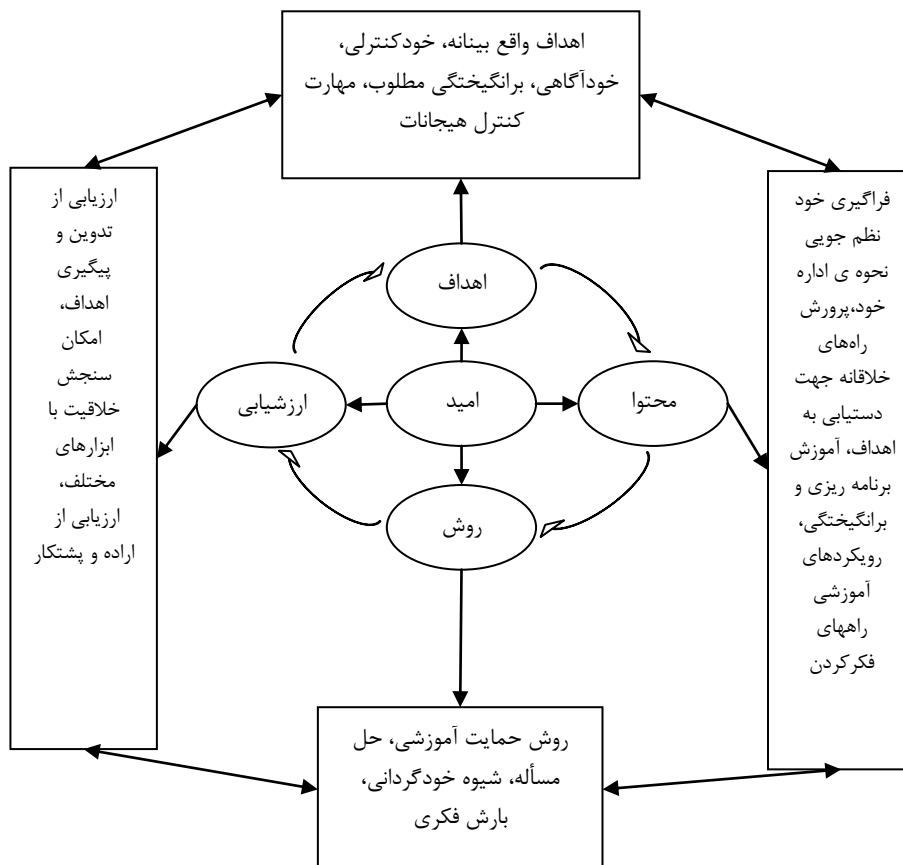 اهداف واقع بینانه، خودکنترلی،
خودآگاهی، برانگیختگی مطلوب، مهارت
کنترل هیجانات
فراگیری خود
نظم جویی
نحوه ی اداره
خود،پرورش
راه‌های
خلاقانه جهت
دستیابی به
اهداف، آموزش
برنامه ریزی و
برانگیختگی،
رویکردهای
آموزشی
راههای
فکرکردن
ارزیابی از
تدوین و
پیگیری
اهداف،
امکان
سنجش
خلاقیت با
ابزارهای
مختلف،
ارزیابی از
اراده و پشتکار
اهداف
محتوا
امید
ارزشیابی
روش
روش حمایت آموزشی، حل
مسأله، شیوه خودگردانی،
بارش فکری